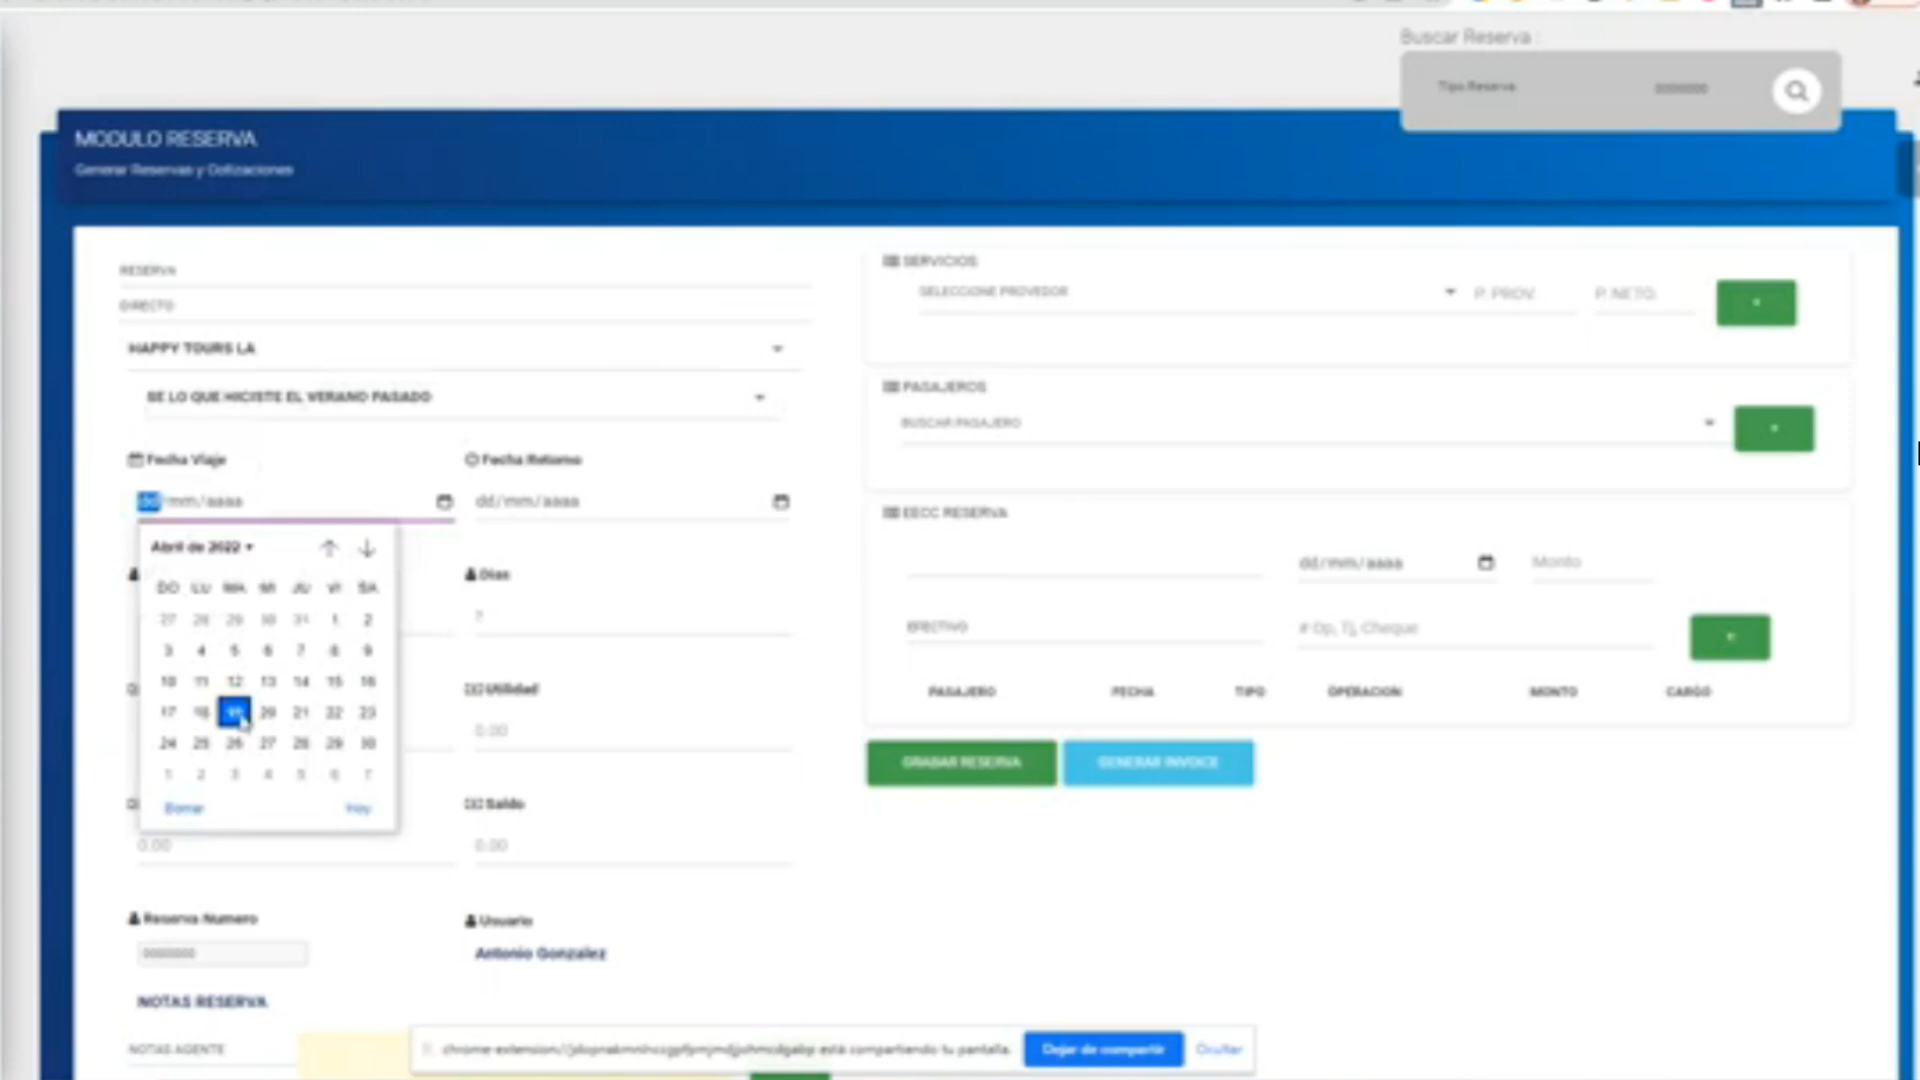 Buscar Reserva :
Tipo Reserva
0000000
MODULO RESERVA
Generar Reservas y Cotizaciones
RESERVA
DIRECTO
HAPPY TOURS LA
SE LO QUE HICISTE EL VERANO PASADO
Fecha Viaje
Fecha Retorno
dd/mm/aaaa
dd/mm/aaaa
Abril de 2022
DO LU MA MI JU VI SA
27 28 29 30 31 1 2
3 4 5 6 7 8 9
10 11 12 13 14 15 16
17 18 19 20 21 22 23
24 25 26 27 28 29 30
1 2 3 4 5 6 7
Borrar
Hoy
Dias
?
Utilidad
0.00
Saldo
0.00
0.00
Reserva Numero
Usuario
0000000
Antonio Gonzalez
NOTAS RESERVA
NOTAS AGENTE
SERVICIOS
SELECCIONE PROVEEDOR
P. PROV.
P. NETO.
+
PASAJEROS
BUSCAR PASAJERO
+
EECC RESERVA
dd/mm/aaaa
Monto
EFECTIVO
# Op, Tj, Cheque
+
PASAJERO FECHA TIPO OPERACION MONTO CARGO
GRABAR RESERVA
GENERAR INVOICE
está compartiendo tu pantalla.
Dejar de compartir
Ocultar